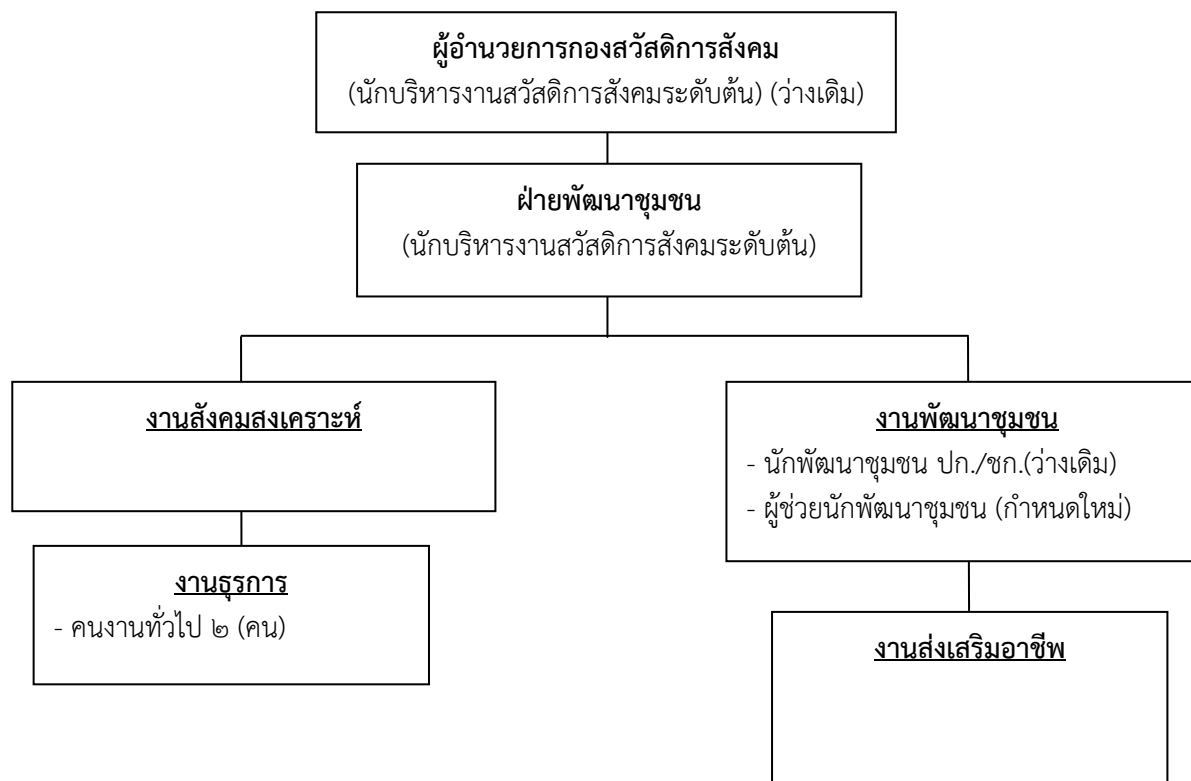 ผู้อำนวยการกองสวัสดิการสังคม
(นักบริหารงานสวัสดิการสังคมระดับต้น) (ว่างเดิม)
ฝ่ายพัฒนาชุมชน
(นักบริหารงานสวัสดิการสังคมระดับต้น)
งานสังคมสงเคราะห์
งานธุรการ
- คนงานทั่วไป ๒ (คน)
งานพัฒนาชุมชน
- นักพัฒนาชุมชน ปก./ชก.(ว่างเดิม)
- ผู้ช่วยนักพัฒนาชุมชน (กำหนดใหม่)
งานส่งเสริมอาชีพ